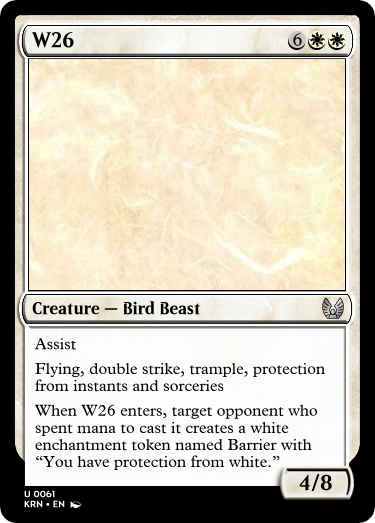 W26 6
Creature — Bird Beast
Assist
Flying, double strike, trample, protection
from instants and sorceries
When W26 enters, target opponent who
spent mana to cast it creates a white
enchantment token named Barrier with
“You have protection from white.”
4/8
U 0061
KRN • EN